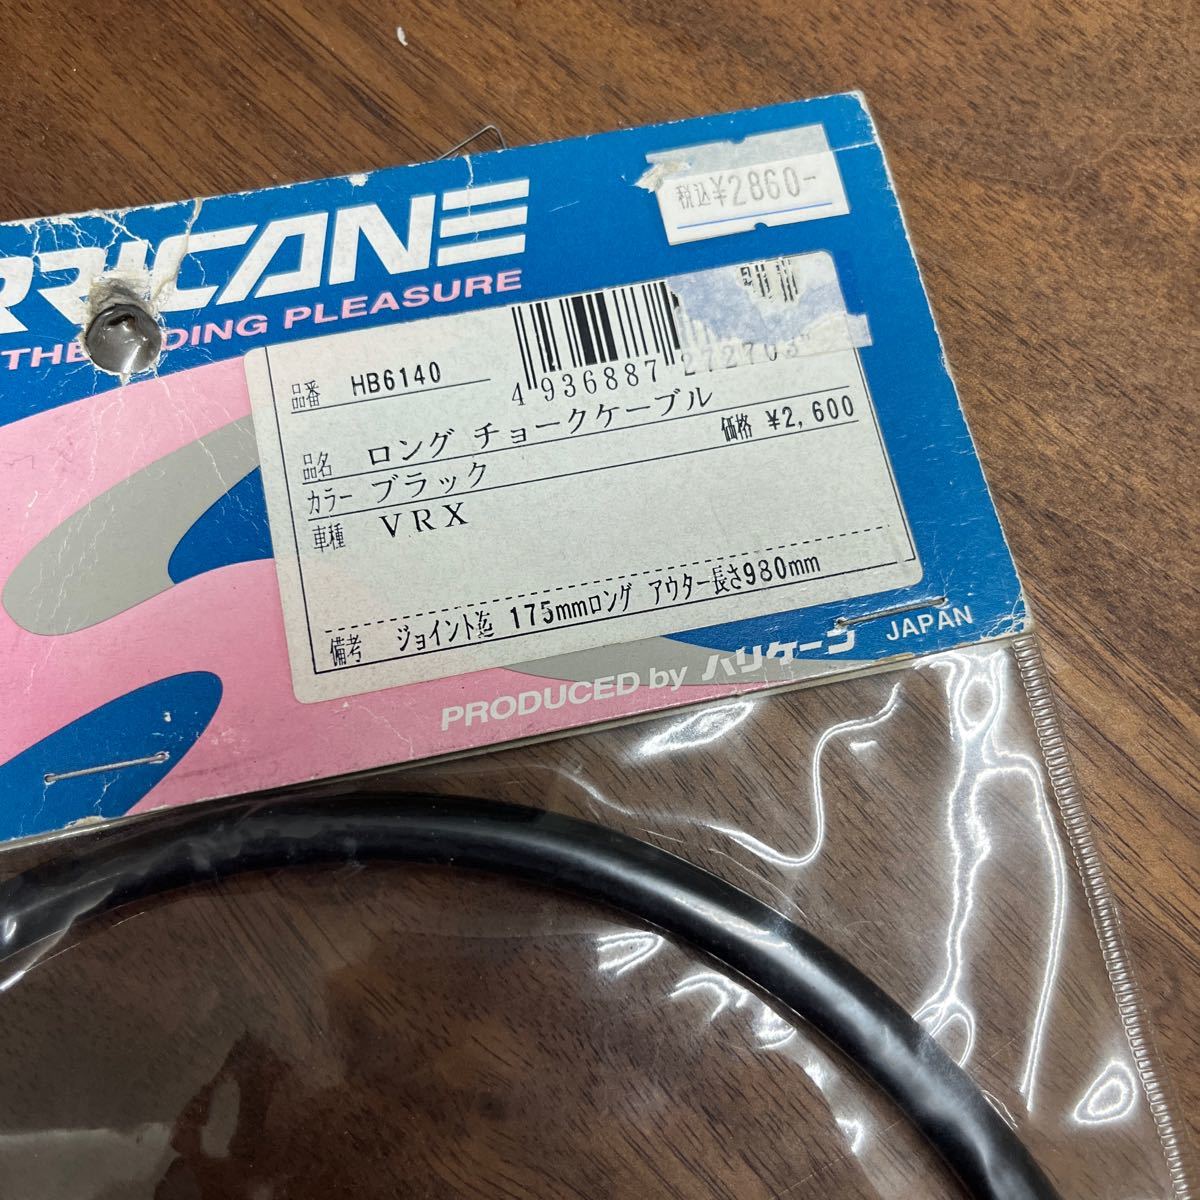 RRICANE
THE RIDING PLEASURE
税込¥2860-
品番 HB6140
4 936887 272703
品名 ロング チョークケーブル
価格 ¥2,600
カラー ブラック
車種 VRX
備考 ジョイント迄 175mmロング アウター長さ980mm
PRODUCED by ハリケーン JAPAN